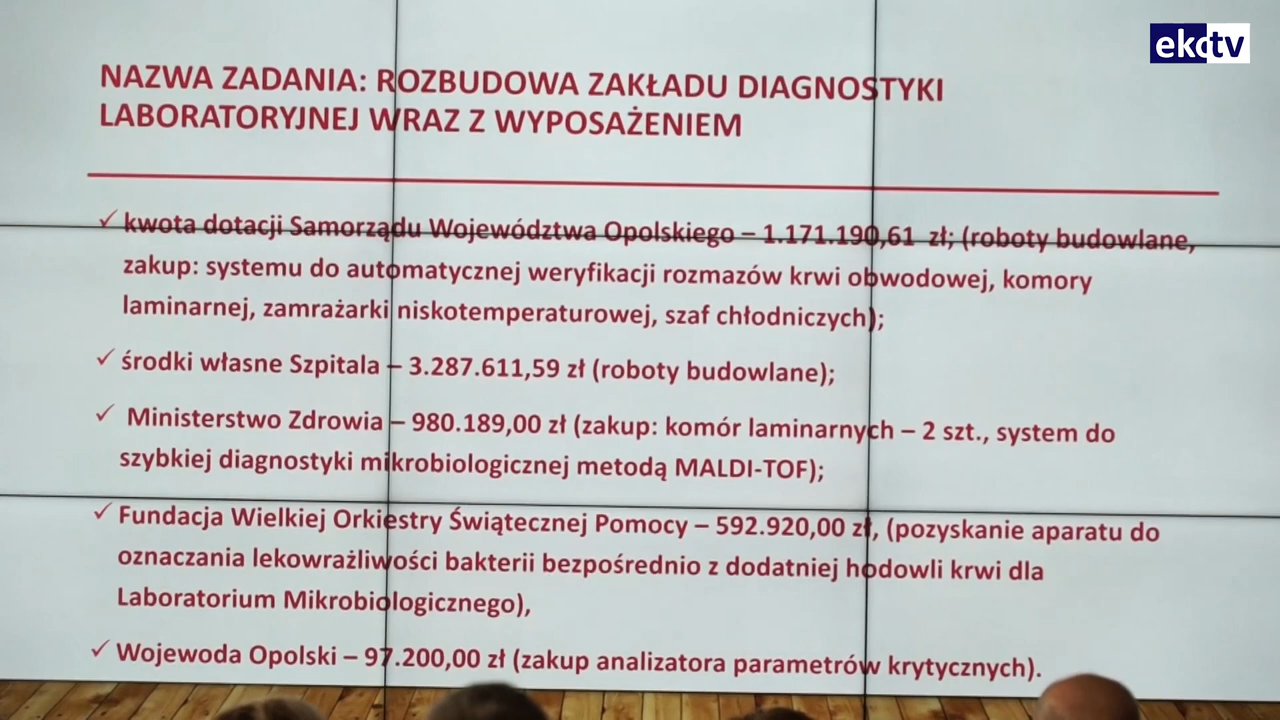 ekotv
NAZWA ZADANIA: ROZBUDOWA ZAKŁADU DIAGNOSTYKI
LABORATORYJNEJ WRAZ Z WYPOSAŻENIEM
✓ kwota dotacji Samorządu Województwa Opolskiego – 1.171.190,61 zł; (roboty budowlane,
zakup: systemu do automatycznej weryfikacji rozmazów krwi obwodowej, komory
laminarnej, zamrażarki niskotemperaturowej, szaf chłodniczych);
✓ środki własne Szpitala – 3.287.611,59 zł (roboty budowlane);
✓ Ministerstwo Zdrowia – 980.189,00 zł (zakup: komór laminarnych – 2 szt., system do
szybkiej diagnostyki mikrobiologicznej metodą MALDI-TOF);
✓ Fundacja Wielkiej Orkiestry Świątecznej Pomocy – 592.920,00 zł, (pozyskanie aparatu do
oznaczania lekowrażliwości bakterii bezpośrednio z dodatniej hodowli krwi dla
Laboratorium Mikrobiologicznego),
✓ Wojewoda Opolski – 97.200,00 zł (zakup analizatora parametrów krytycznych).